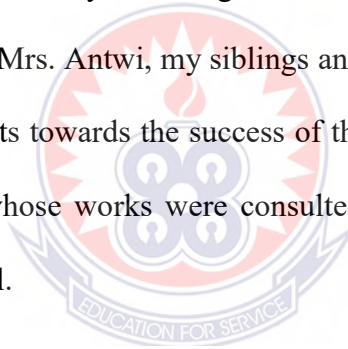 Mrs. Antwi, my siblings an
ts towards the success of th
whose works were consulte
l.
EDUCATION FOR SERVICE